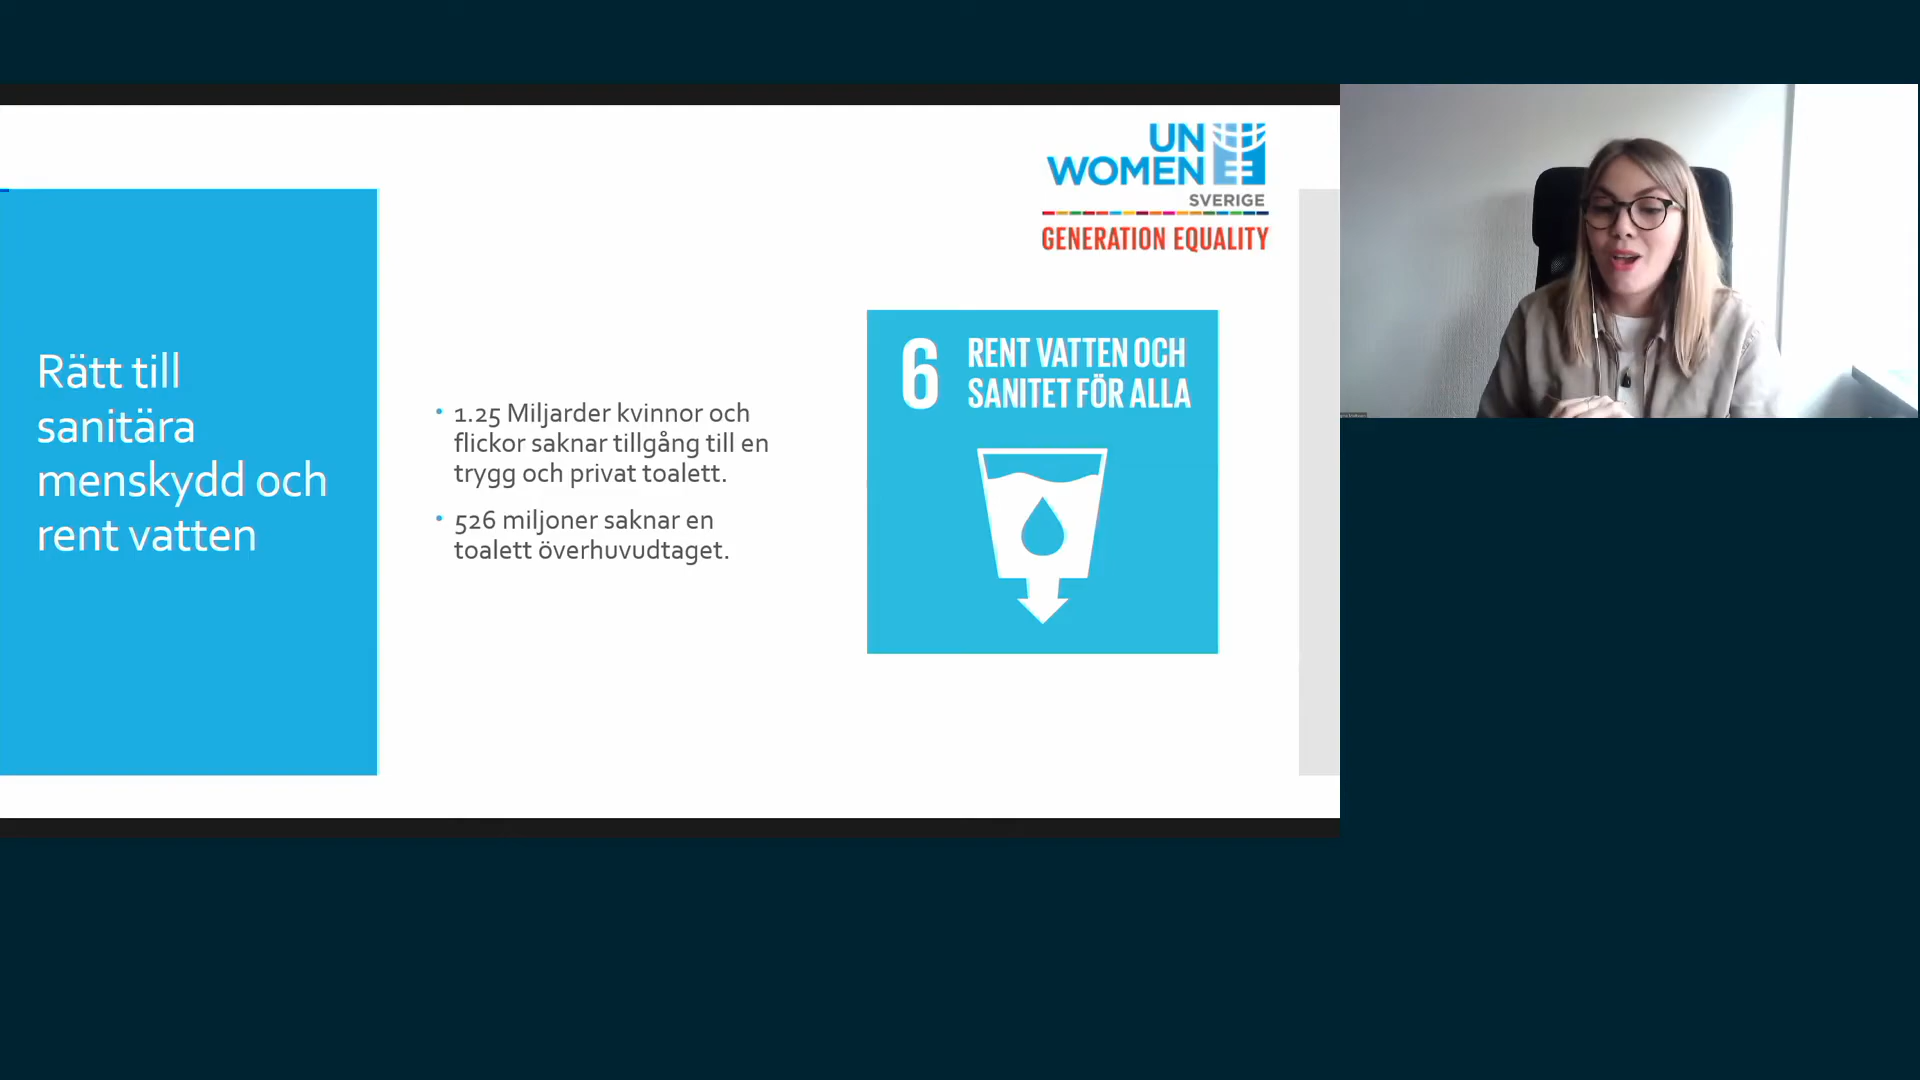 UN
WOMEN
SVERIGE
GENERATION EQUALITY
Rätt till
sanitära
menskydd och
rent vatten
• 1.25 Miljarder kvinnor och
flickor saknar tillgång till en
trygg och privat toalett.
• 526 miljoner saknar en
toalett överhuvudtaget.
6 RENT VATTEN OCH
SANITET FÖR ALLA